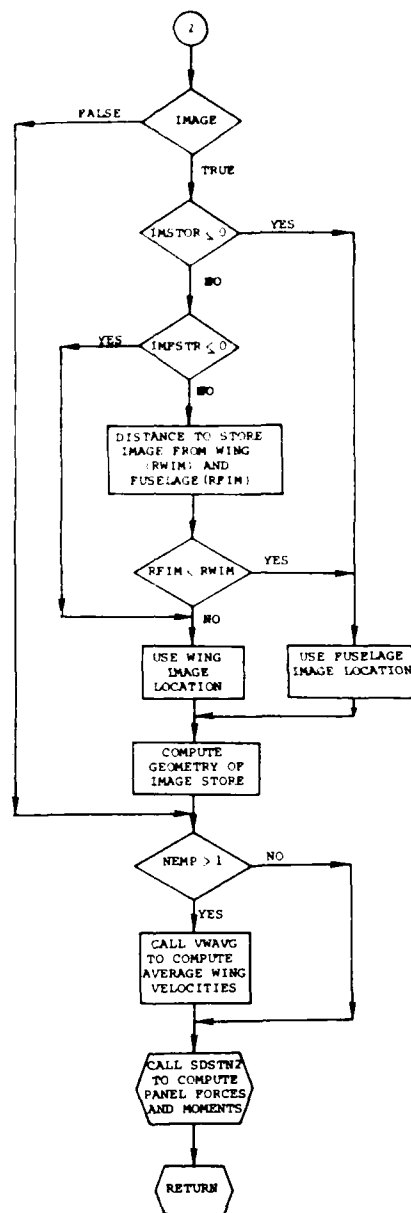 2
IMAGE
FALSE
TRUE
IMSTOR ≤ 0
YES
NO
IMFSTR ≤ 0
YES
NO
DISTANCE TO STORE
IMAGE FROM WING
(RWIM) AND
FUSELAGE(RFIM)
RFIM < RWIM
YES
NO
USE WING
IMAGE
LOCATION
USE FUSELAGE
IMAGE LOCATION
COMPUTE
GEOMETRY OF
IMAGE STORE
NEMP > 1
NO
YES
CALL VWAVG
TO COMPUTE
AVERAGE WING
VELOCITIES
CALL SDSTN2
TO COMPUTE
PANEL FORCES
AND MOMENTS
RETURN